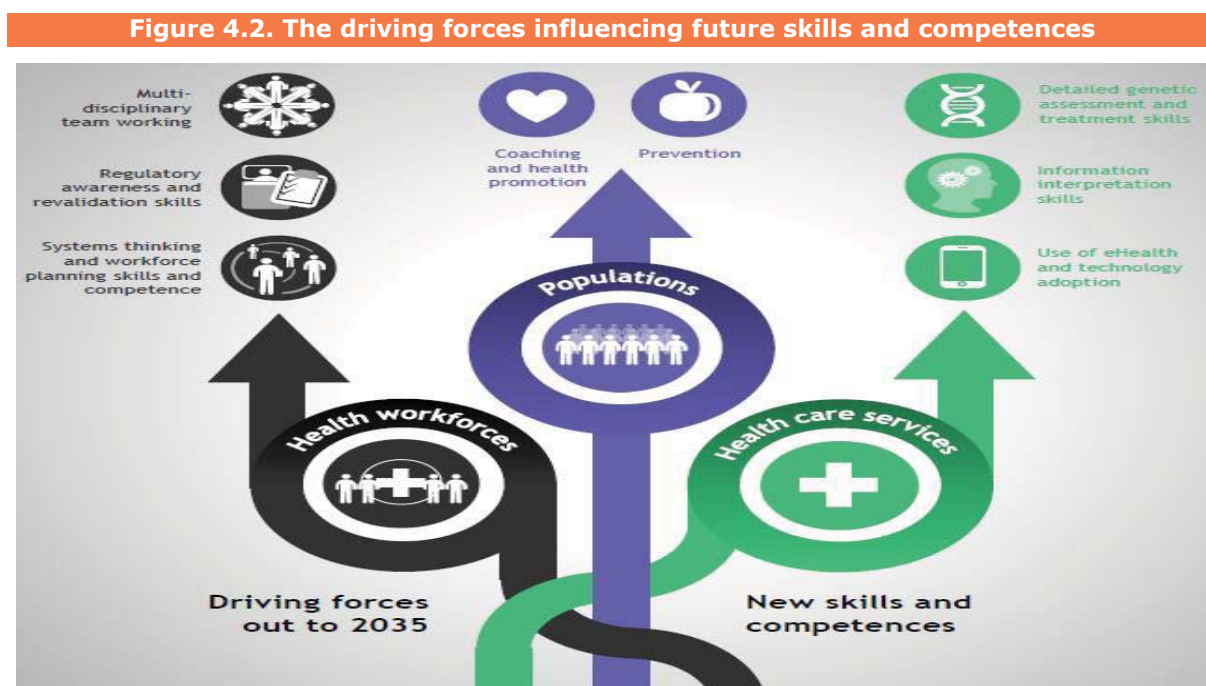 Figure 4.2. The driving forces influencing future skills and competences
Multi-
disciplinary
team working
Regulatory
awareness and
revalidation skills
Systems thinking
and workforce
planning skills and
competence
Coaching
and health
promotion
Prevention
Detailed genetic
assessment and
treatment skills
Information
interpretation
skills
Use of eHealth
and technology
adoption
Populations
Health workforces
Health care services
Driving forces
out to 2035
New skills and
competences